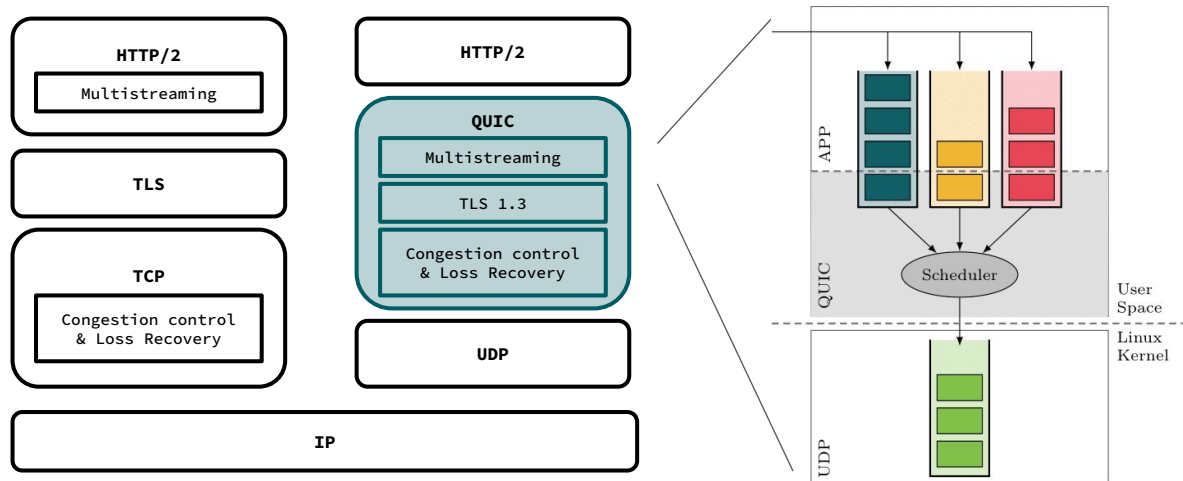 HTTP/2
Multistreaming
TLS
TCP
Congestion control
& Loss Recovery
HTTP/2
QUIC
Multistreaming
TLS 1.3
Congestion control
& Loss Recovery
UDP
IP
APP
QUIC
Scheduler
User
Space
Linux
Kernel
UDP